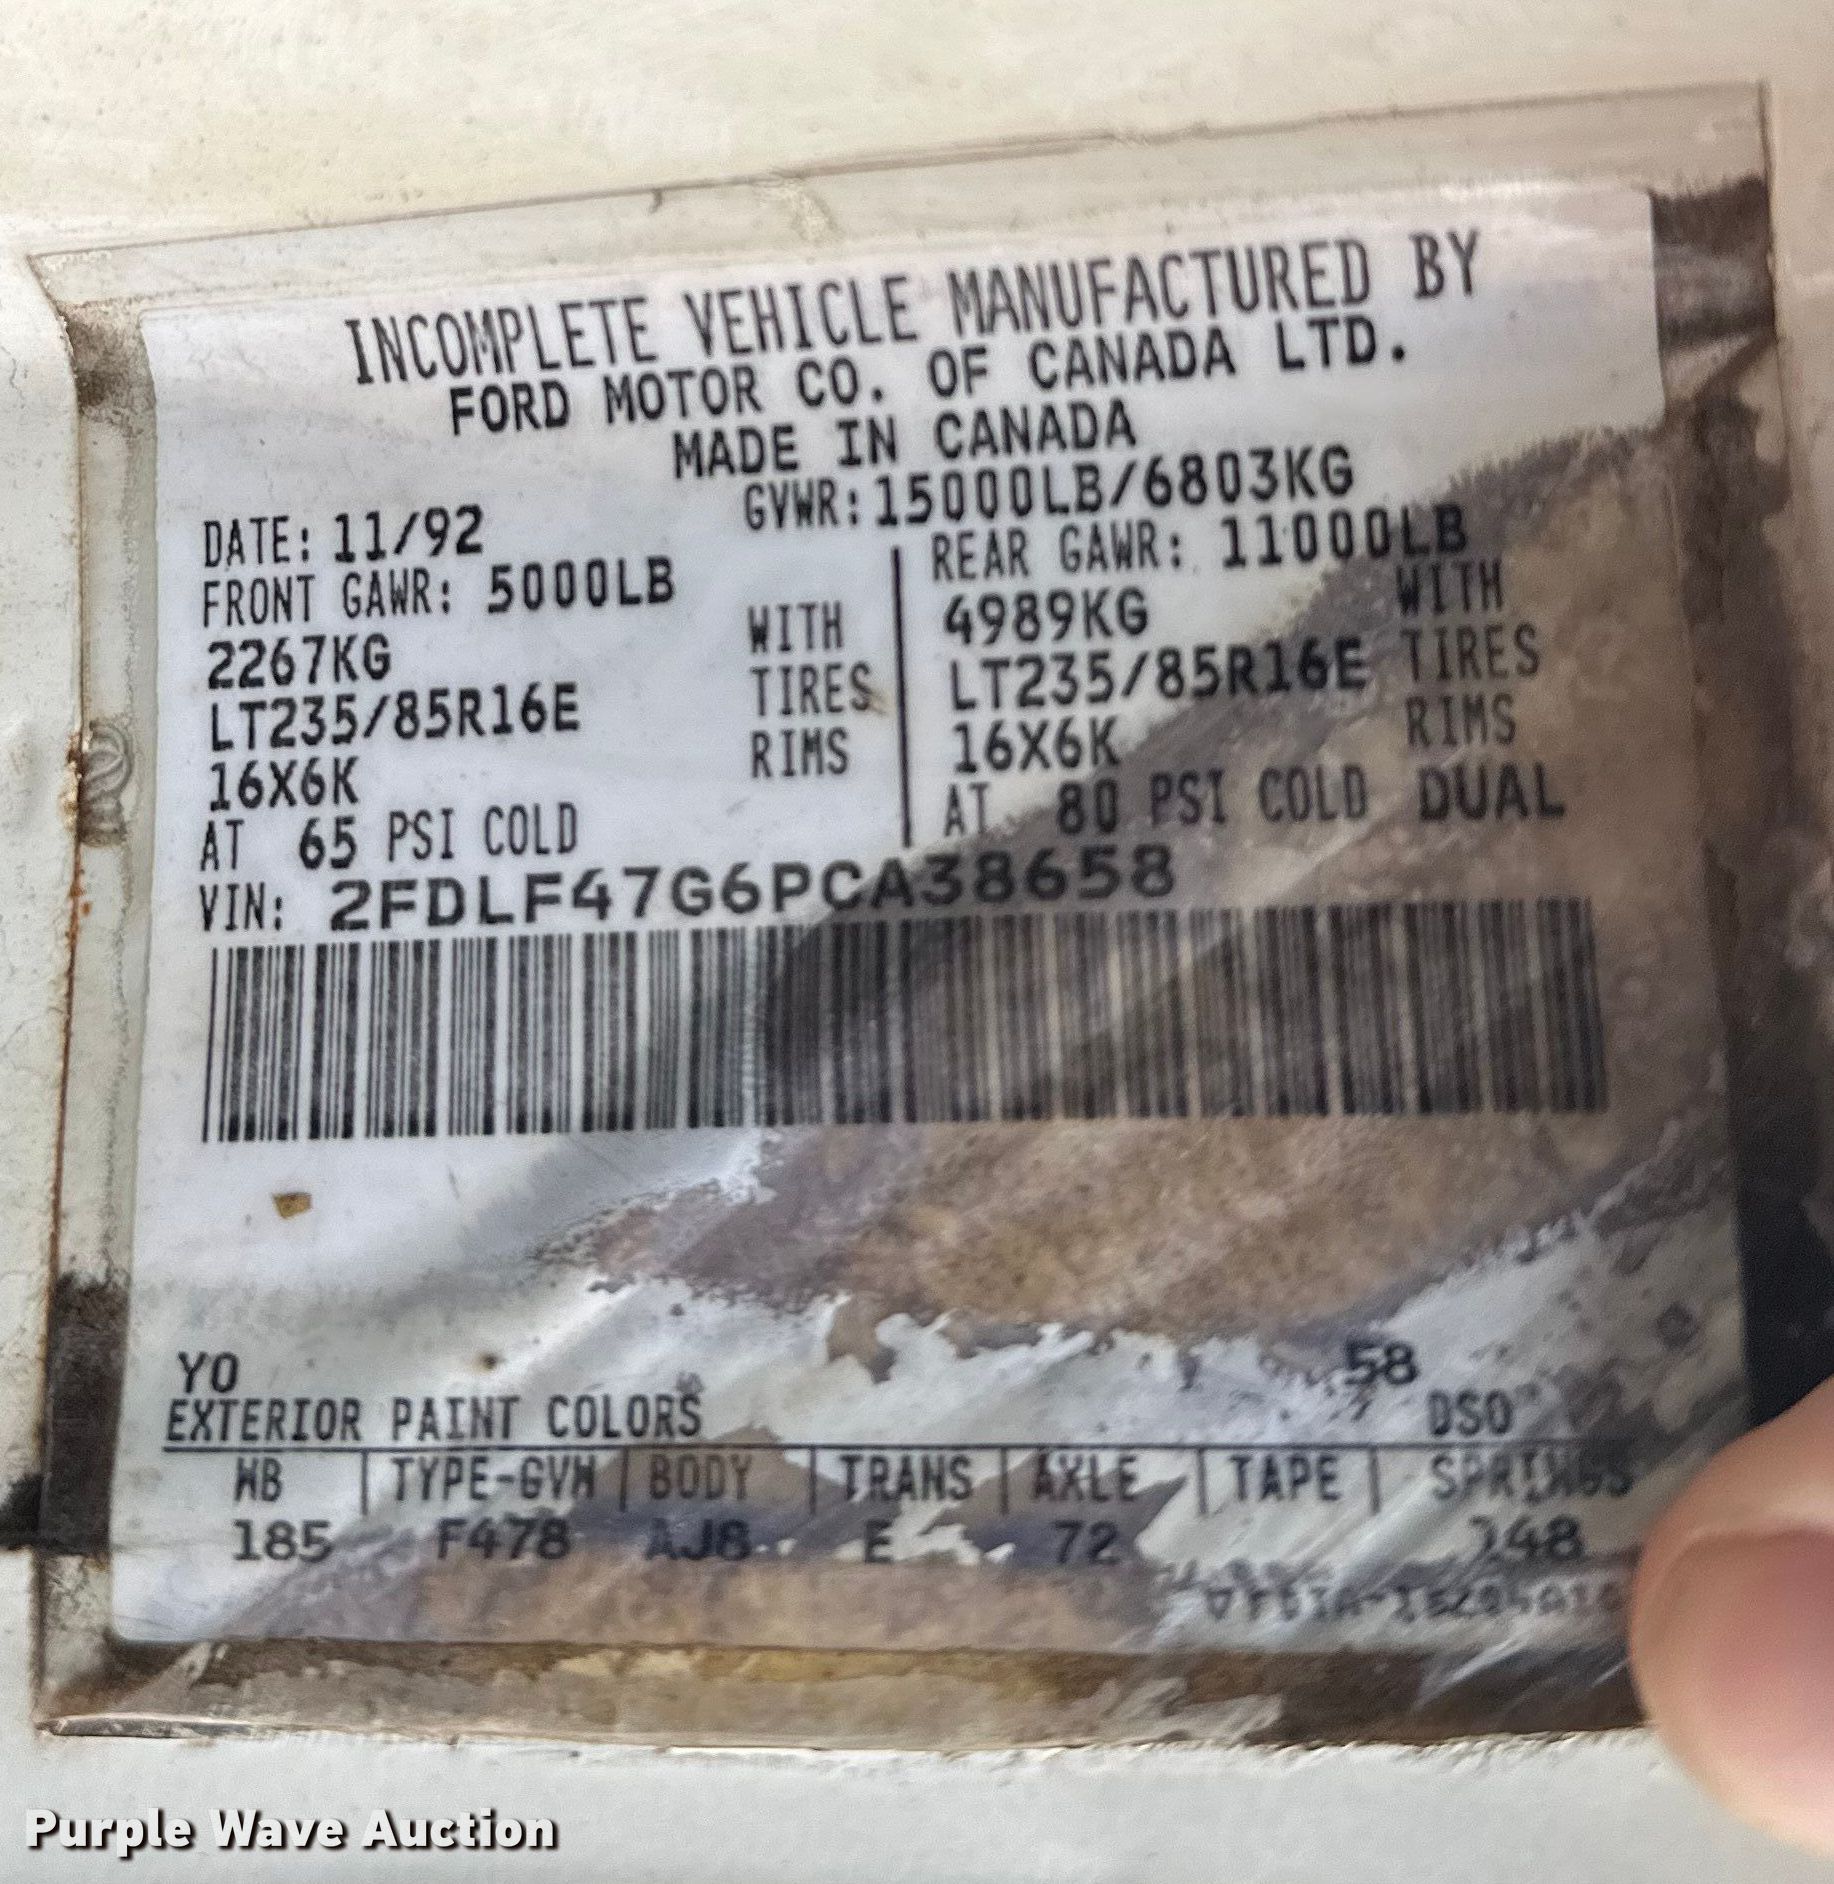 INCOMPLETE VEHICLE MANUFACTURED BY
FORD MOTOR CO. OF CANADA LTD.
MADE IN CANADA
DATE: 11/92 GVWR: 15000LB/6803KG
FRONT GAWR: 5000LB REAR GAWR: 11000LB
2267KG WITH 4989KG WITH
LT235/85R16E TIRES LT235/85R16E TIRES
16X6K RIMS 16X6K RIMS
AT 65 PSI COLD AT 80 PSI COLD DUAL
VIN: 2FDLF47G6PCA38658
YO 58
EXTERIOR PAINT COLORS DSO
WB | TYPE-GVM | BODY | TRANS | AXLE | TAPE | SPRINGS
185 F478 AJ8 E 72 148
Purple Wave Auction